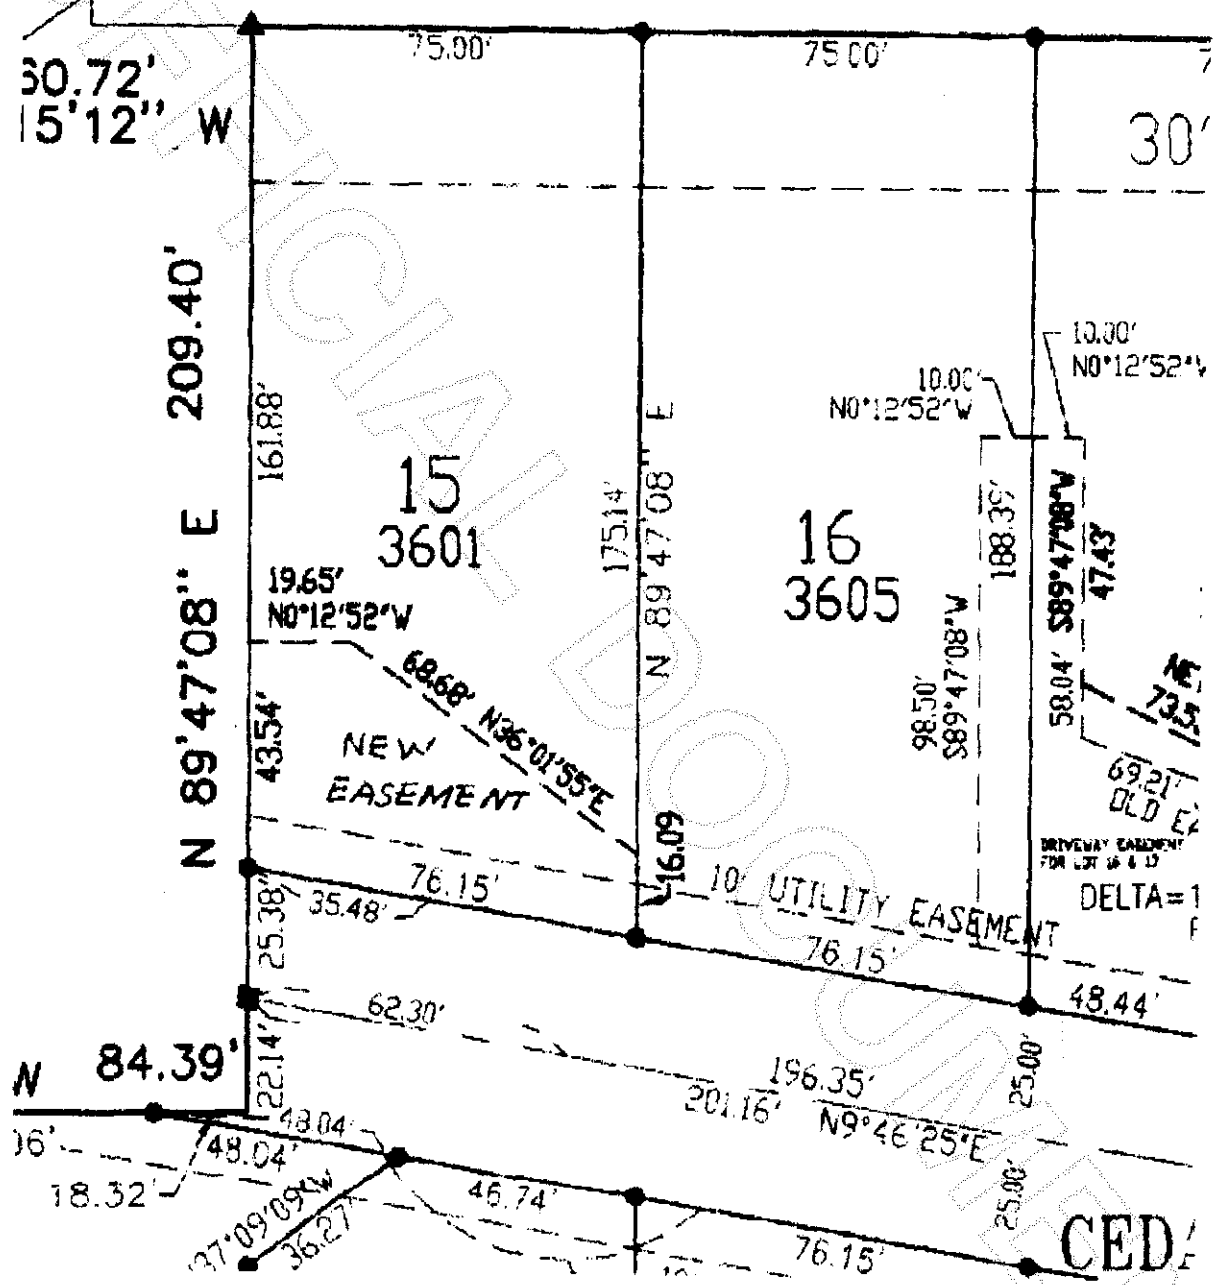 75.00'
75.00'
60.72'
15'12" W
30'
N 89°47'08" E 209.40'
161.88'
15
3601
175.14'
N 89°47'08" E
16
3605
10.00'
N0°12'52"W
10.00'
N0°12'52"W
188.39'
S89°47'08"W
47.43'
58.04'
98.50'
S89°47'08"W
19.65'
N0°12'52"W
68.68' N36°01'55"E
43.54'
NEW
EASEMENT
16.09
73.5
69.21'
OLD
DRIVEWAY EASEMENT
FOR LOT 16 & 17
DELTA=1
10' UTILITY EASEMENT
76.15'
35.48'
76.15'
48.44'
25.38'
62.30'
196.35'
201.16'
N9°46'25"E
25.00'
25.00'
W 84.39'
22.14'
48.04'
48.04'
18.32'
46.74'
76.15'
37°09'09"W
36.27'
CED
OFFICIAL DOCUME